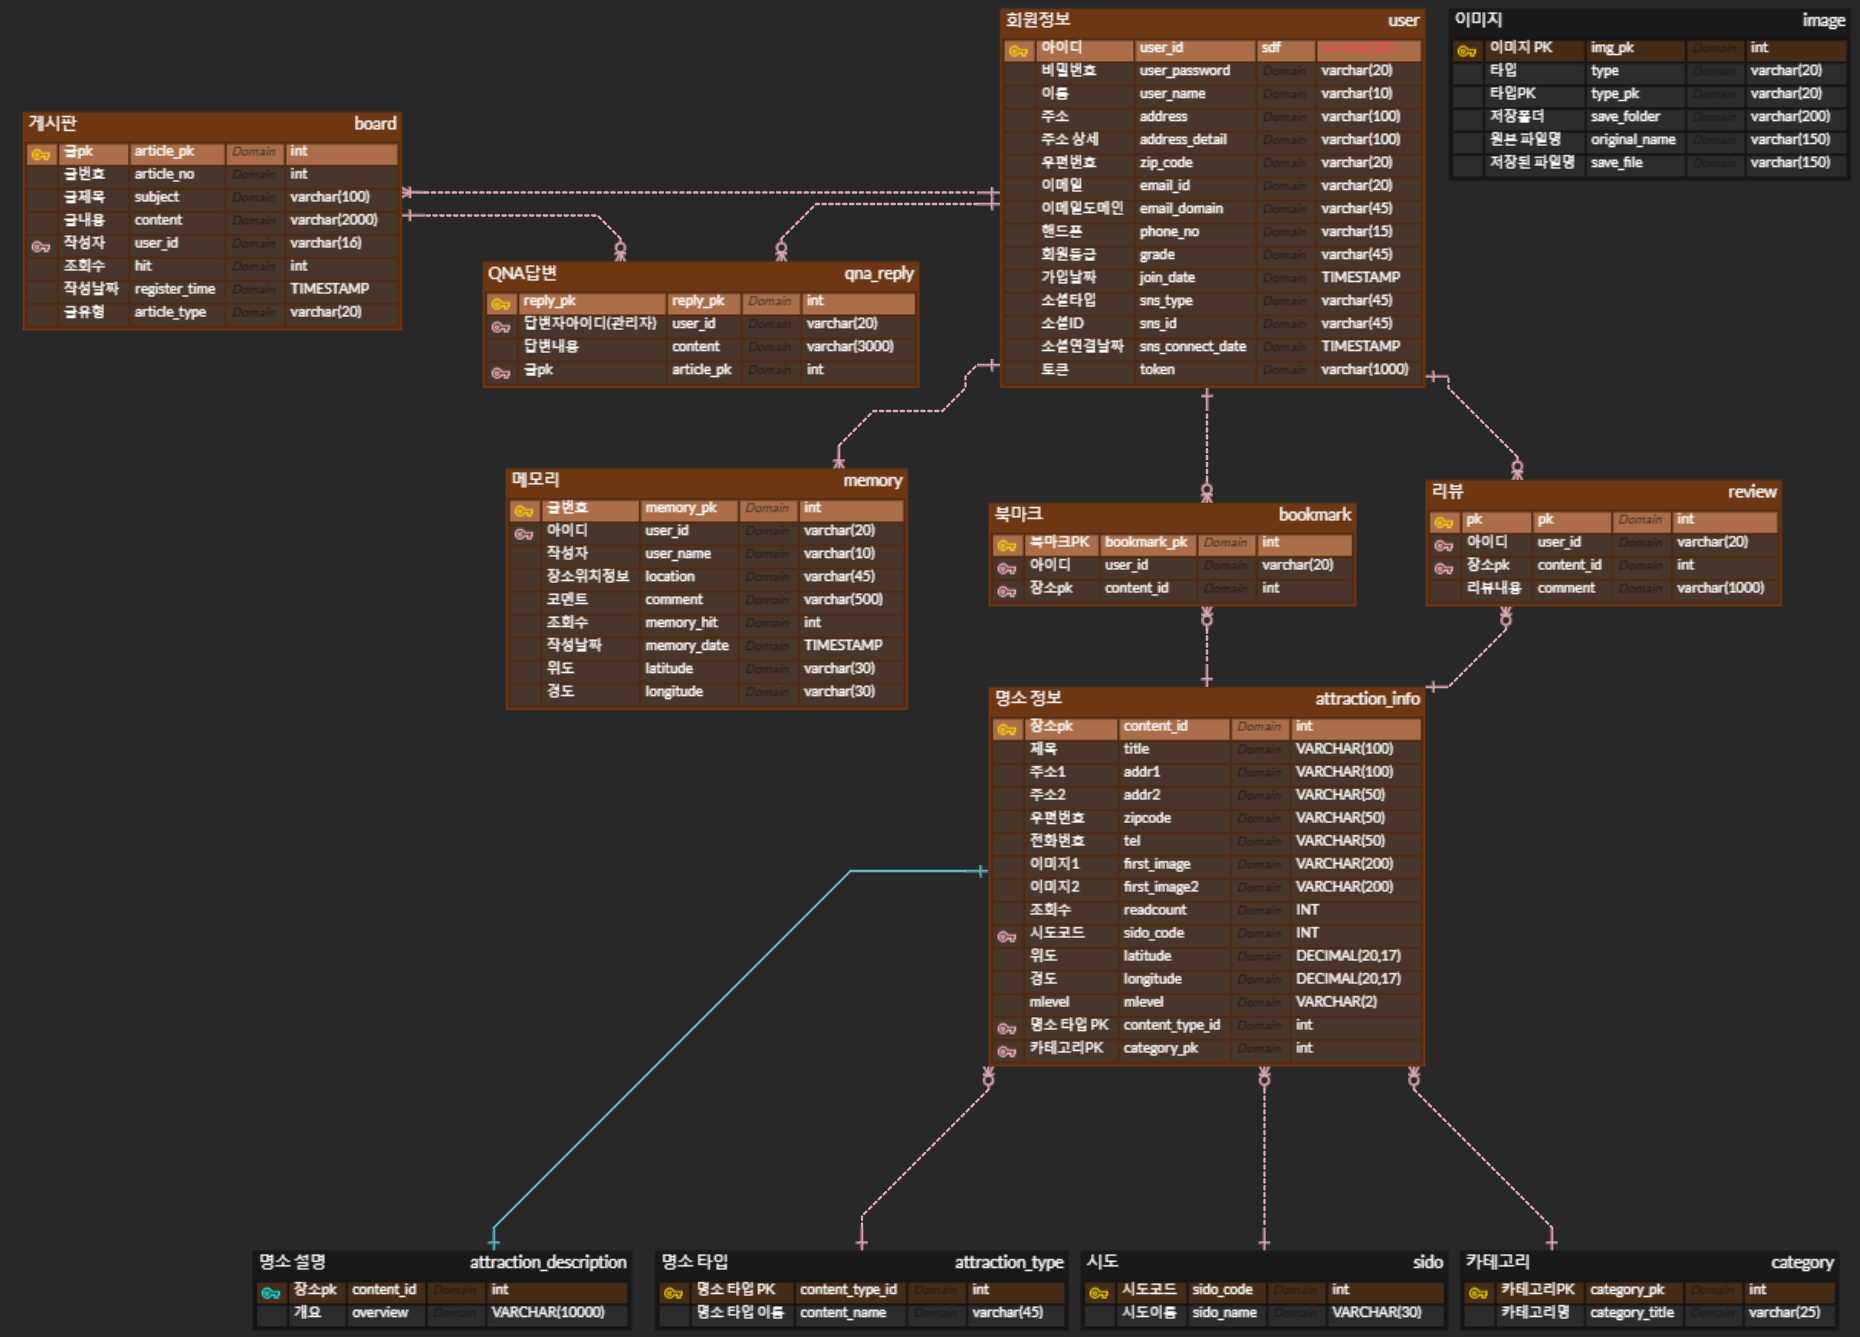 회원정보 user
아이디 user_id sdf
비밀번호 user_password Domain varchar(20)
이름 user_name Domain varchar(10)
주소 address Domain varchar(100)
주소 상세 address_detail Domain varchar(100)
우편번호 zip_code Domain varchar(20)
이메일 email_id Domain varchar(20)
이메일도메인 email_domain Domain varchar(45)
핸드폰 phone_no Domain varchar(15)
회원등급 grade Domain varchar(45)
가입날짜 join_date Domain TIMESTAMP
소셜타입 sns_type Domain varchar(45)
소셜ID sns_id Domain varchar(45)
소셜연결날짜 sns_connect_date Domain TIMESTAMP
토큰 token Domain varchar(1000)
이미지 image
이미지 PK img_pk Domain int
타입 type Domain varchar(20)
타입PK type_pk Domain varchar(20)
저장폴더 save_folder Domain varchar(200)
원본 파일명 original_name Domain varchar(150)
저장된 파일명 save_file Domain varchar(150)
게시판 board
글pk article_pk Domain int
글번호 article_no Domain int
글제목 subject Domain varchar(100)
글내용 content Domain varchar(2000)
작성자 user_id Domain varchar(16)
조회수 hit Domain int
작성날짜 register_time Domain TIMESTAMP
글유형 article_type Domain varchar(20)
QNA답변 qna_reply
reply_pk reply_pk Domain int
답변자아이디(관리자) user_id Domain varchar(20)
답변내용 content Domain varchar(3000)
글pk article_pk Domain int
메모리 memory
글번호 memory_pk Domain int
아이디 user_id Domain varchar(20)
작성자 user_name Domain varchar(10)
장소위치정보 location Domain varchar(45)
코멘트 comment Domain varchar(500)
조회수 memory_hit Domain int
작성날짜 memory_date Domain TIMESTAMP
위도 latitude Domain varchar(30)
경도 longitude Domain varchar(30)
북마크 bookmark
북마크PK bookmark_pk Domain int
아이디 user_id Domain varchar(20)
장소pk content_id Domain int
리뷰 review
pk pk Domain int
아이디 user_id Domain varchar(20)
장소pk content_id Domain int
리뷰내용 comment Domain varchar(1000)
명소 정보 attraction_info
장소pk content_id Domain int
제목 title Domain VARCHAR(100)
주소1 addr1 Domain VARCHAR(100)
주소2 addr2 Domain VARCHAR(50)
우편번호 zipcode Domain VARCHAR(50)
전화번호 tel Domain VARCHAR(50)
이미지1 first_image Domain VARCHAR(200)
이미지2 first_image2 Domain VARCHAR(200)
조회수 readcount Domain INT
시도코드 sido_code Domain INT
위도 latitude Domain DECIMAL(20,17)
경도 longitude Domain DECIMAL(20,17)
mlevel mlevel Domain VARCHAR(2)
명소 타입 PK content_type_id Domain int
카테고리PK category_pk Domain int
명소 설명 attraction_description
장소pk content_id Domain int
개요 overview Domain VARCHAR(10000)
명소 타입 attraction_type
명소 타입 PK content_type_id Domain int
명소 타입 이름 content_name Domain varchar(45)
시도 sido
시도코드 sido_code Domain int
시도이름 sido_name Domain VARCHAR(30)
카테고리 category
카테고리PK category_pk Domain int
카테고리명 category_title Domain varchar(25)